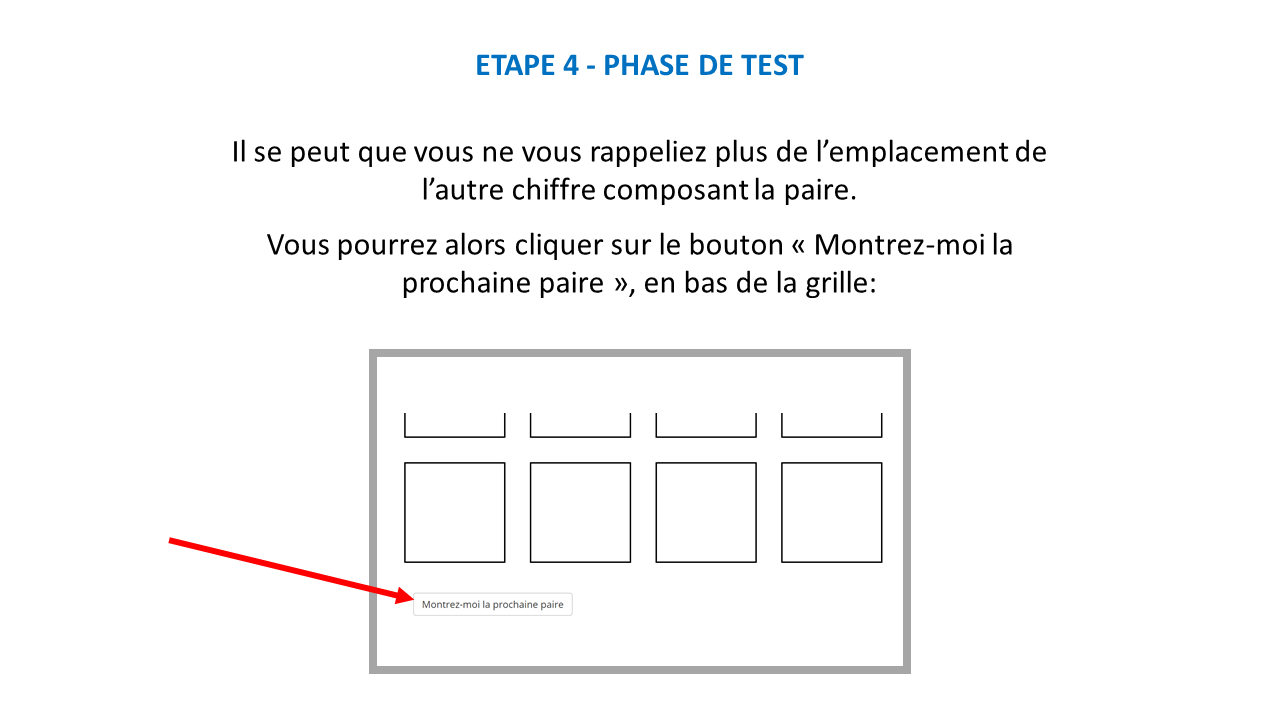 ETAPE 4 - PHASE DE TEST
Il se peut que vous ne vous rappeliez plus de l’emplacement de
l’autre chiffre composant la paire.
Vous pourrez alors cliquer sur le bouton « Montrez-moi la
prochaine paire », en bas de la grille:
Montrez-moi la prochaine paire